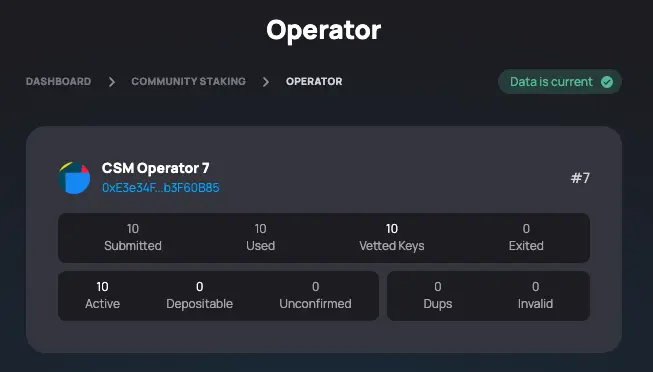 Operator
DASHBOARD > COMMUNITY STAKING > OPERATOR
Data is current
CSM Operator 7
0xE3e34F...b3F60B85
#7
10 10 10 0
Submitted Used Vetted Keys Exited
10 0 0 0 0
Active Depositable Unconfirmed Dups Invalid